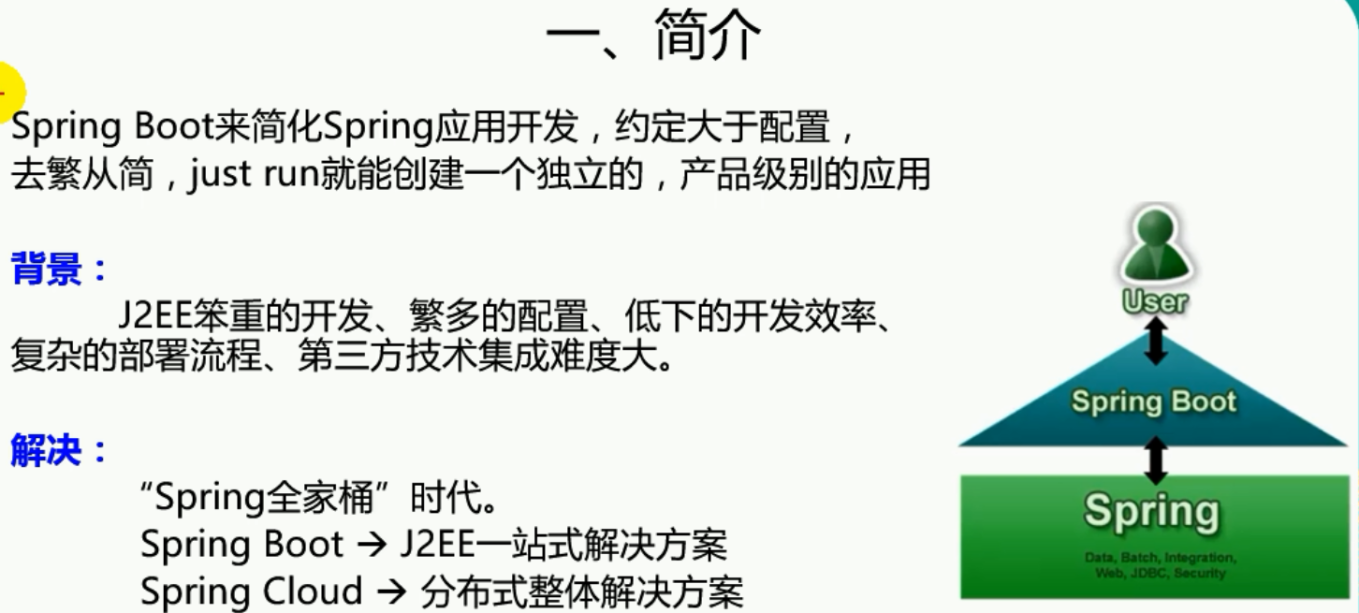 一、简介
Spring Boot来简化Spring应用开发，约定大于配置，
去繁从简，just run就能创建一个独立的，产品级别的应用
背景：
J2EE笨重的开发、繁多的配置、低下的开发效率、
复杂的部署流程、第三方技术集成难度大。
解决：
“Spring全家桶”时代。
Spring Boot → J2EE一站式解决方案
Spring Cloud → 分布式整体解决方案
User
Spring Boot
Spring
Data, Batch, Integration,
Web, JDBC, Security